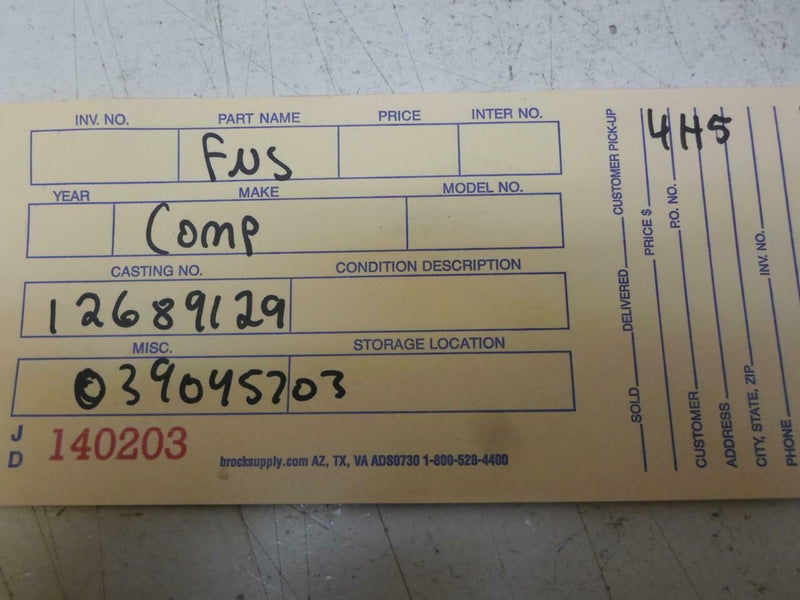 INV. NO. PART NAME PRICE INTER NO.
FNS
YEAR MAKE MODEL NO.
Comp
CASTING NO. CONDITION DESCRIPTION
12689129
MISC. STORAGE LOCATION
039045703
J D 140203
brocksupply.com AZ, TX, VA ADS0730 1-800-528-4400
SOLD DELIVERED CUSTOMER PICK-UP
PRICE $
4H5
P.O. NO.
CUSTOMER
ADDRESS
CITY, STATE, ZIP
INV. NO.
PHONE